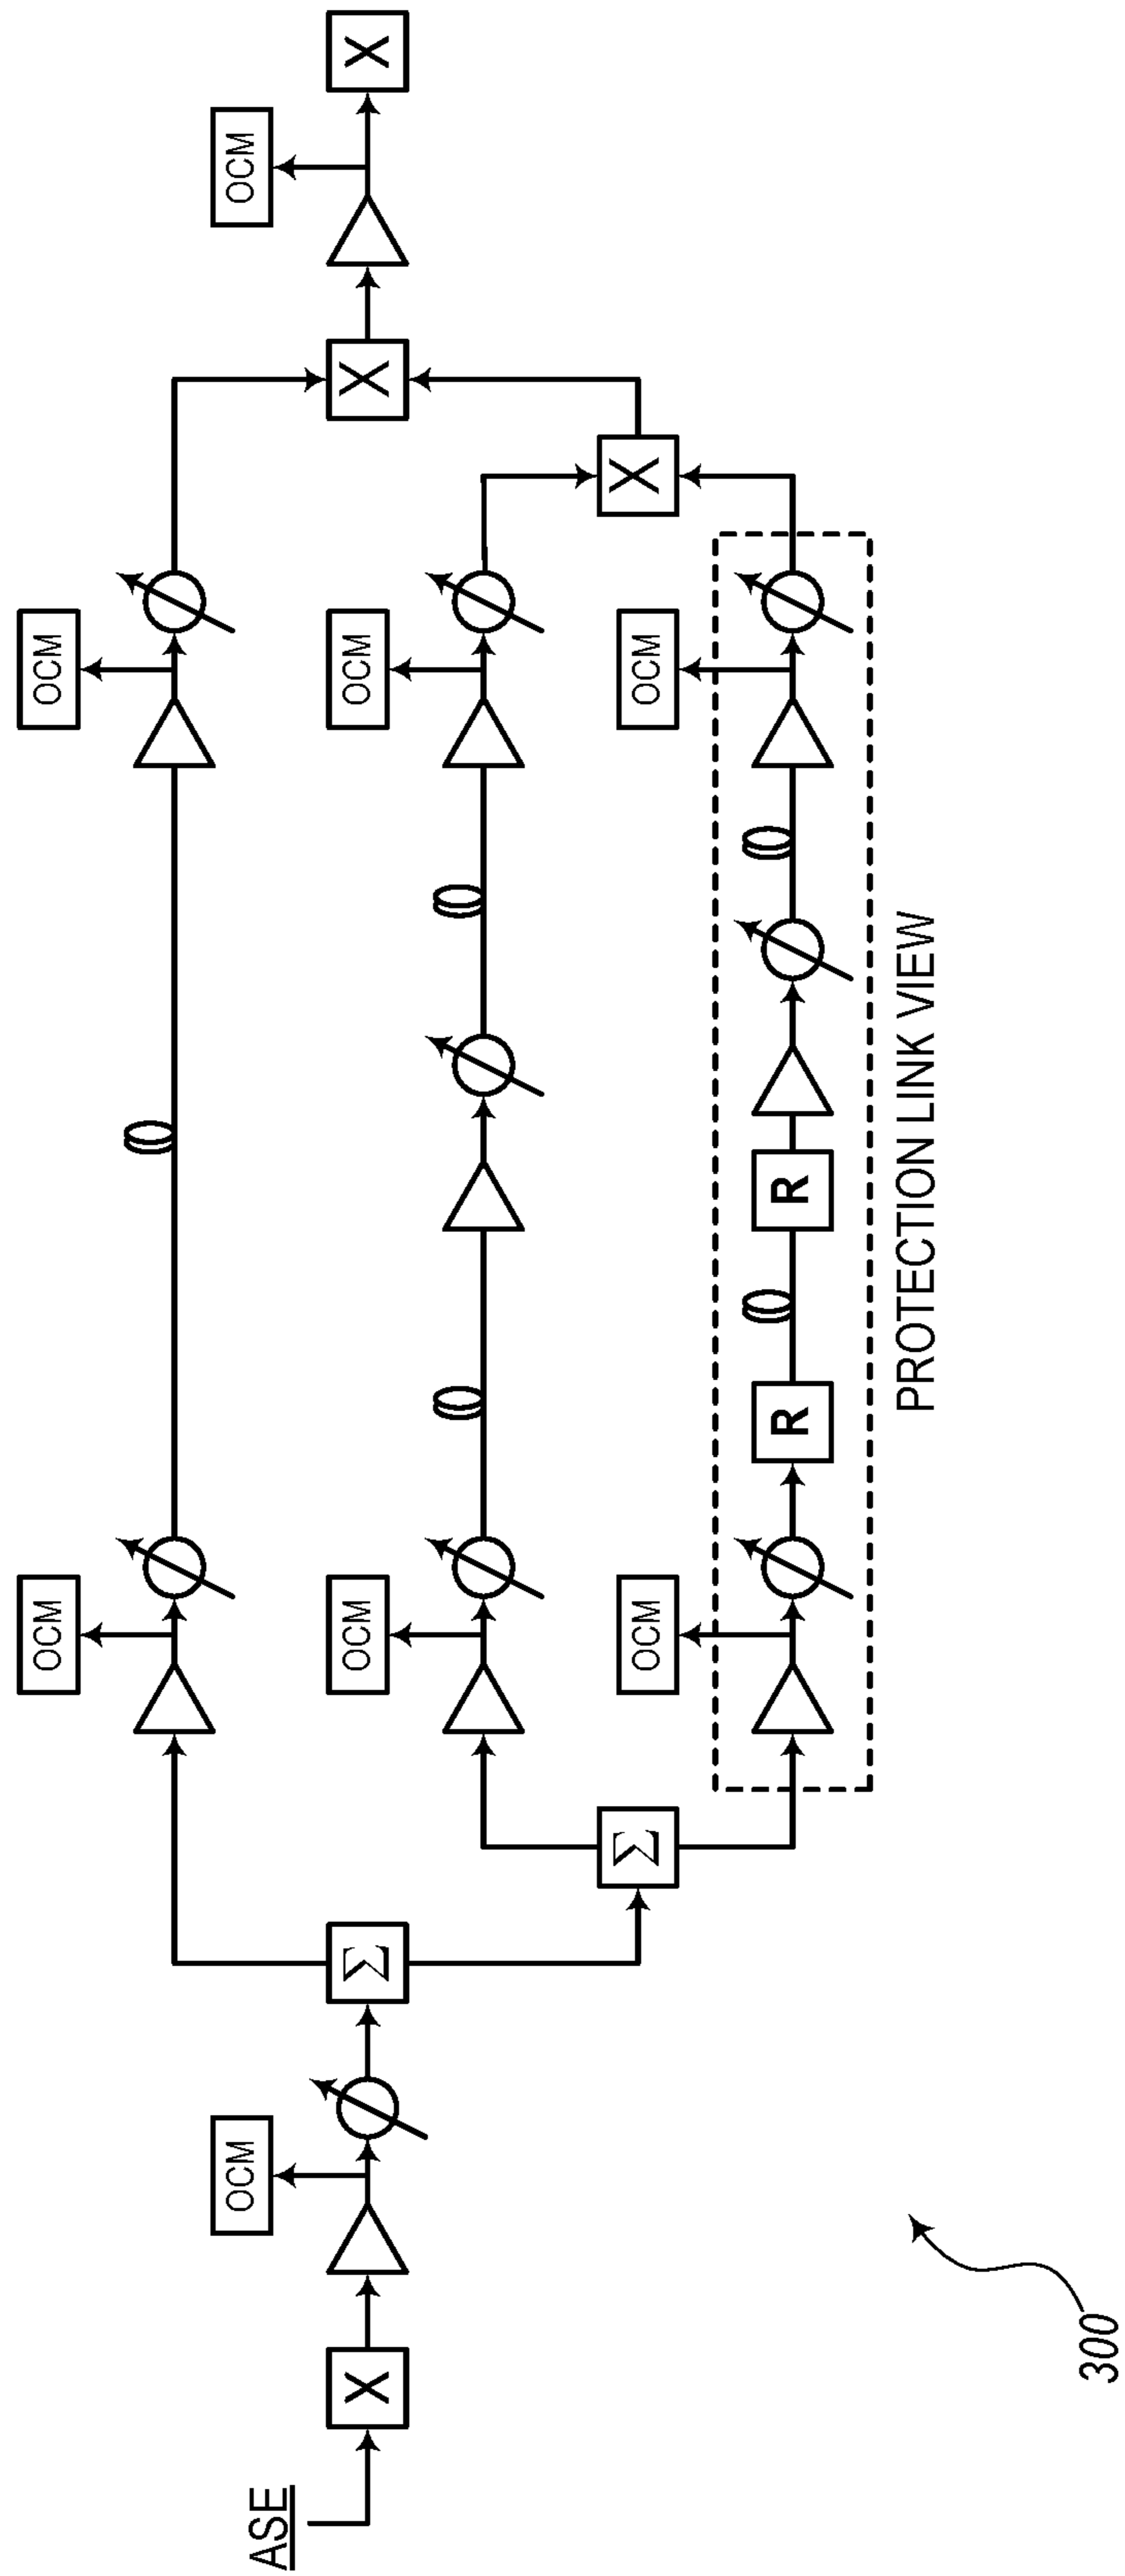 OCM
OCM
OCM
OCM
ASE
OCM
OCM
X
Σ
X
X
Σ
OCM
OCM
X
R
R
PROTECTION LINK VIEW
300